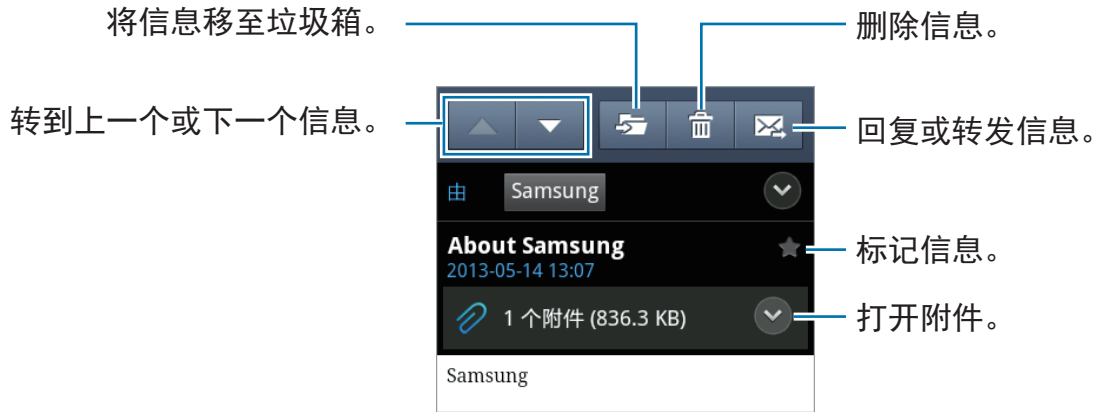 将信息移至垃圾箱。
删除信息。
转到上一个或下一个信息。
回复或转发信息。
由 Samsung
About Samsung
标记信息。
2013-05-14 13:07
1 个附件 (836.3 KB)
打开附件。
Samsung